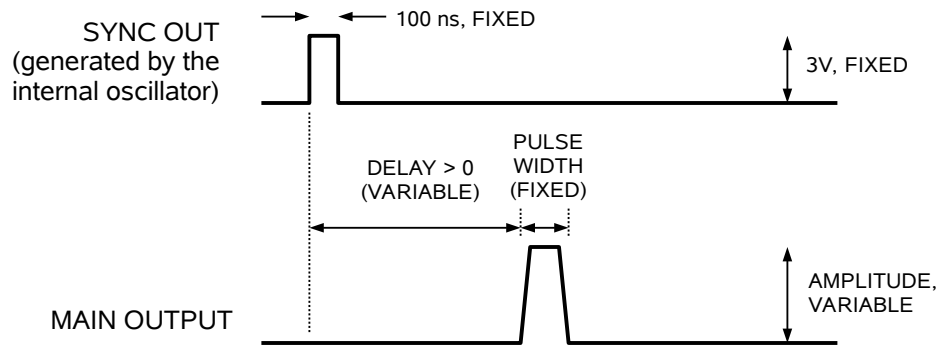 SYNC OUT
(generated by the
internal oscillator)
100 ns, FIXED
3V, FIXED
DELAY > 0
(VARIABLE)
PULSE
WIDTH
(FIXED)
MAIN OUTPUT
AMPLITUDE,
VARIABLE